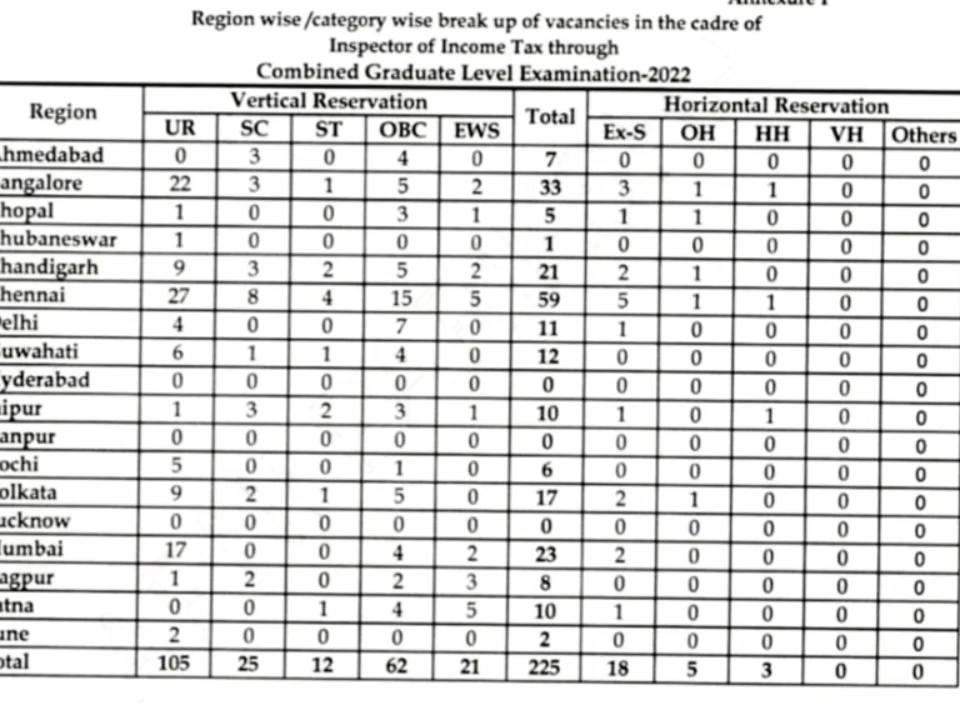 Annexure I
Region wise/category wise break up of vacancies in the cadre of
Inspector of Income Tax through
Combined Graduate Level Examination-2022
Region Vertical Reservation Total Horizontal Reservation
UR SC ST OBC EWS Ex-S OH HH VH Others
hmedabad 0 3 0 4 0 7 0 0 0 0 0
angalore 22 3 1 5 2 33 3 1 1 0 0
hopal 1 0 0 3 1 5 1 1 0 0 0
hubaneswar 1 0 0 0 0 1 0 0 0 0 0
handigarh 9 3 2 5 2 21 2 1 0 0 0
hennai 27 8 4 15 5 59 5 1 1 0 0
elhi 4 0 0 7 0 11 1 0 0 0 0
uwahati 6 1 1 4 0 12 0 0 0 0 0
yderabad 0 0 0 0 0 0 0 0 0 0 0
ipur 1 3 2 3 1 10 1 0 1 0 0
anpur 0 0 0 0 0 0 0 0 0 0 0
ochi 5 0 0 1 0 6 0 0 0 0 0
olkata 9 2 1 5 0 17 2 1 0 0 0
ucknow 0 0 0 0 0 0 0 0 0 0 0
umbai 17 0 0 4 2 23 2 0 0 0 0
agpur 1 2 0 2 3 8 0 0 0 0 0
tna 0 0 1 4 5 10 1 0 0 0 0
une 2 0 0 0 0 2 0 0 0 0 0
otal 105 25 12 62 21 225 18 5 3 0 0